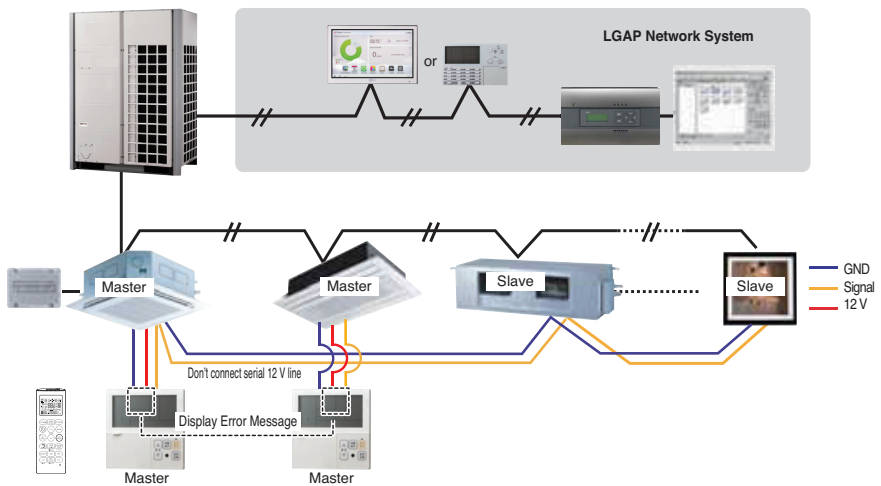 LGAP Network System
or
Master
Master
Slave
Slave
GND
Signal
12 V
Don't connect serial 12 V line
Display Error Message
Master
Master